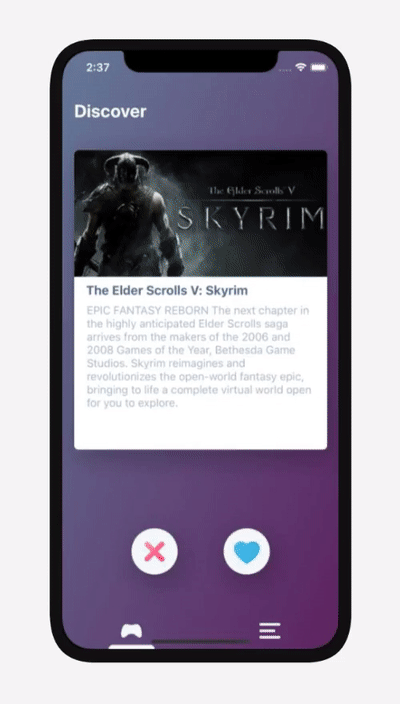 2:37
Discover
The Elder Scrolls V
SKYRIM
The Elder Scrolls V: Skyrim
EPIC FANTASY REBORN The next chapter in
the highly anticipated Elder Scrolls saga
arrives from the makers of the 2006 and
2008 Games of the Year, Bethesda Game
Studios. Skyrim reimagines and
revolutionizes the open-world fantasy epic,
bringing to life a complete virtual world open
for you to explore.